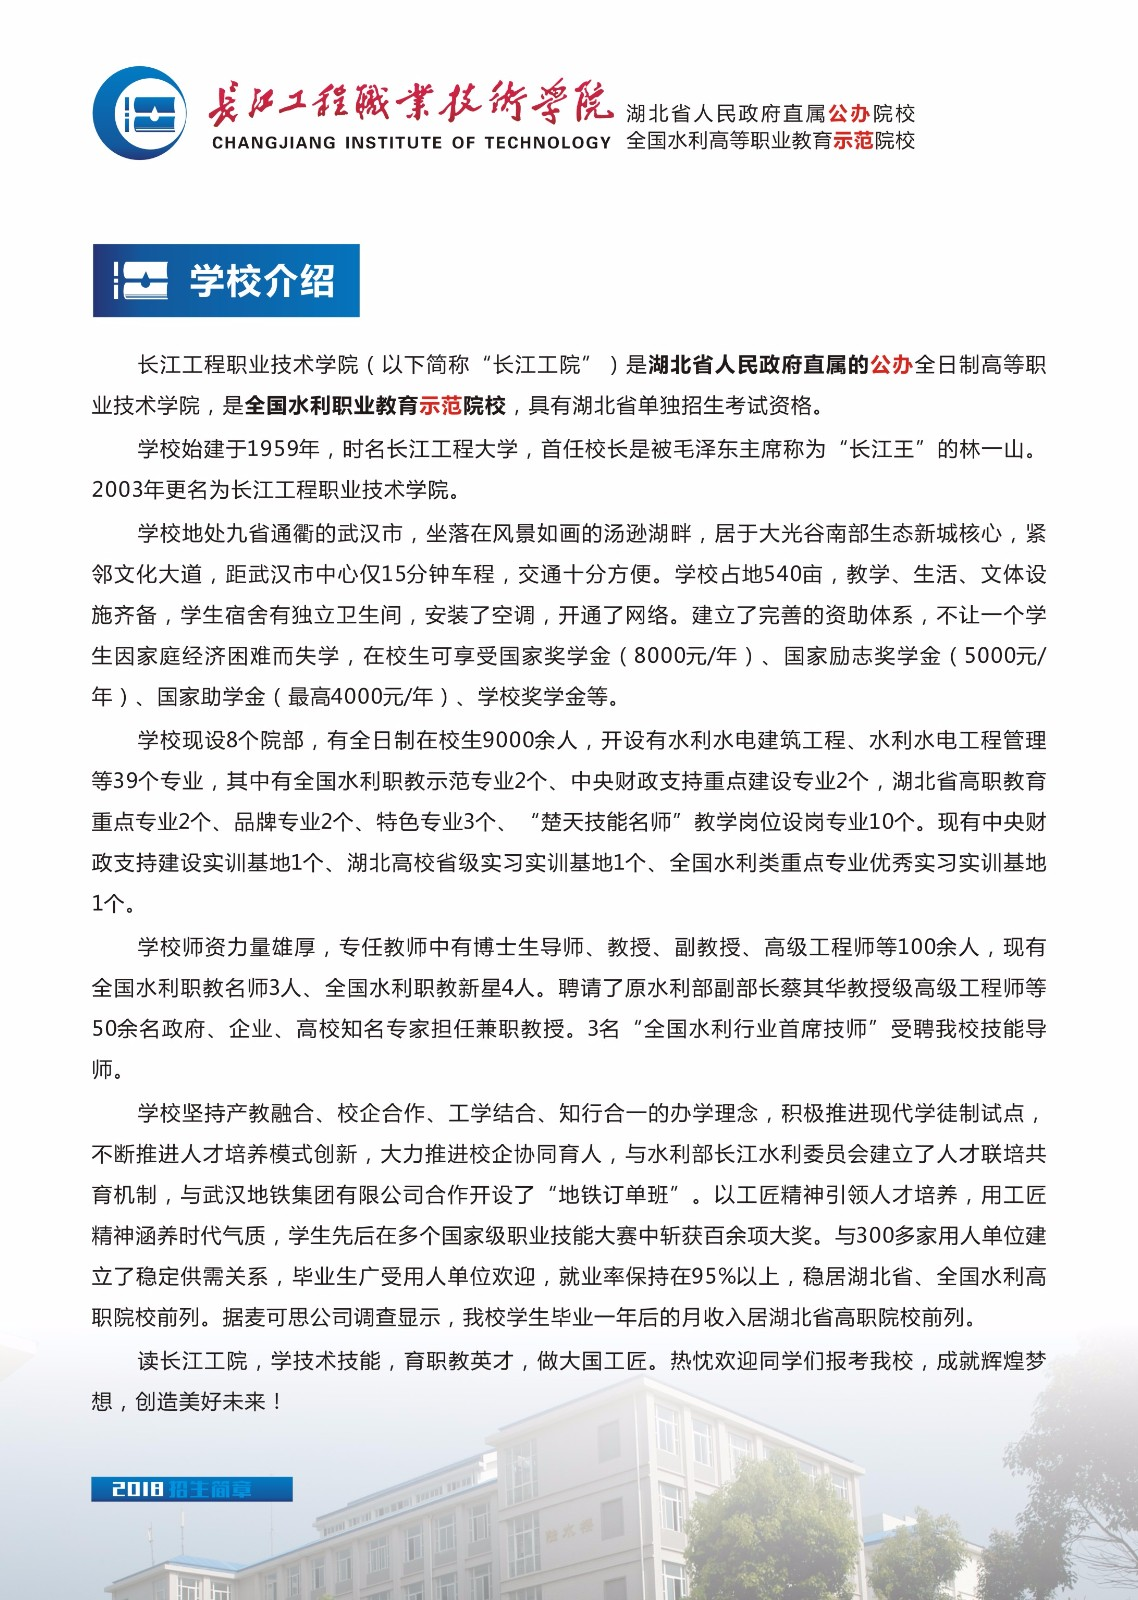 長江工程職業技術学院
CHANGJIANG INSTITUTE OF TECHNOLOGY
湖北省人民政府直属公办院校
全国水利高等职业教育示范院校
学校介绍
长江工程职业技术学院（以下简称“长江工院”）是湖北省人民政府直属的公办全日制高等职
业技术学院，是全国水利职业教育示范院校，具有湖北省单独招生考试资格。
学校始建于1959年，时名长江工程大学，首任校长是被毛泽东主席称为“长江王”的林一山。
2003年更名为长江工程职业技术学院。
学校地处九省通衢的武汉市，坐落在风景如画的汤逊湖畔，居于大光谷南部生态新城核心，紧
邻文化大道，距武汉市中心仅15分钟车程，交通十分方便。学校占地540亩，教学、生活、文体设
施齐备，学生宿舍有独立卫生间，安装了空调，开通了网络。建立了完善的资助体系，不让一个学
生因家庭经济困难而失学，在校生可享受国家奖学金（8000元/年）、国家励志奖学金（5000元/
年）、国家助学金（最高4000元/年）、学校奖学金等。
学校现设8个院部，有全日制在校生9000余人，开设有水利水电建筑工程、水利水电工程管理
等39个专业，其中有全国水利职教示范专业2个、中央财政支持重点建设专业2个，湖北省高职教育
重点专业2个、品牌专业2个、特色专业3个、“楚天技能名师”教学岗位设岗专业10个。现有中央财
政支持建设实训基地1个、湖北高校省级实习实训基地1个、全国水利类重点专业优秀实习实训基地
1个。
学校师资力量雄厚，专任教师中有博士生导师、教授、副教授、高级工程师等100余人，现有
全国水利职教名师3人、全国水利职教新星4人。聘请了原水利部副部长蔡其华教授级高级工程师等
50余名政府、企业、高校知名专家担任兼职教授。3名“全国水利行业首席技师”受聘我校技能导
师。
学校坚持产教融合、校企合作、工学结合、知行合一的办学理念，积极推进现代学徒制试点，
不断推进人才培养模式创新，大力推进校企协同育人，与水利部长江水利委员会建立了人才联培共
育机制，与武汉地铁集团有限公司合作开设了“地铁订单班”。以工匠精神引领人才培养，用工匠
精神涵养时代气质，学生先后在多个国家级职业技能大赛中斩获百余项大奖。与300多家用人单位建
立了稳定供需关系，毕业生广受用人单位欢迎，就业率保持在95%以上，稳居湖北省、全国水利高
职院校前列。据麦可思公司调查显示，我校学生毕业一年后的月收入居湖北省高职院校前列。
读长江工院，学技术技能，育职教英才，做大国工匠。热忱欢迎同学们报考我校，成就辉煌梦
想，创造美好未来！
2018 招生简章